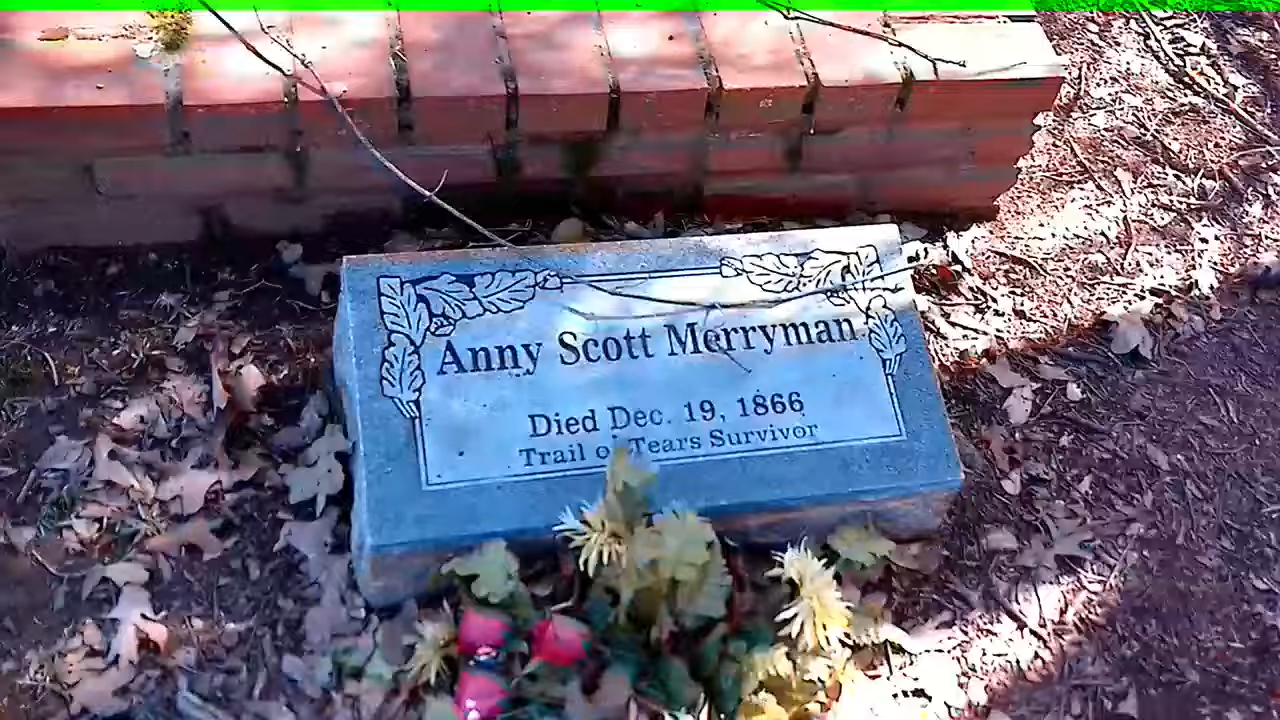 Anny Scott Merryman
Died Dec. 19, 1866
Trail of Tears Survivor